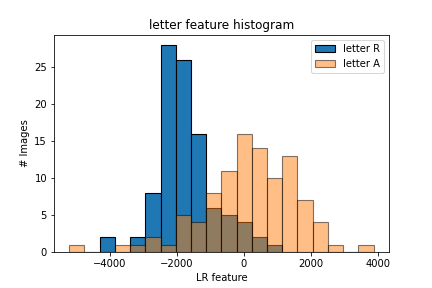 letter feature histogram
letter R
letter A
# Images
25
20
15
10
5
0
−4000 −2000 0 2000 4000
LR feature